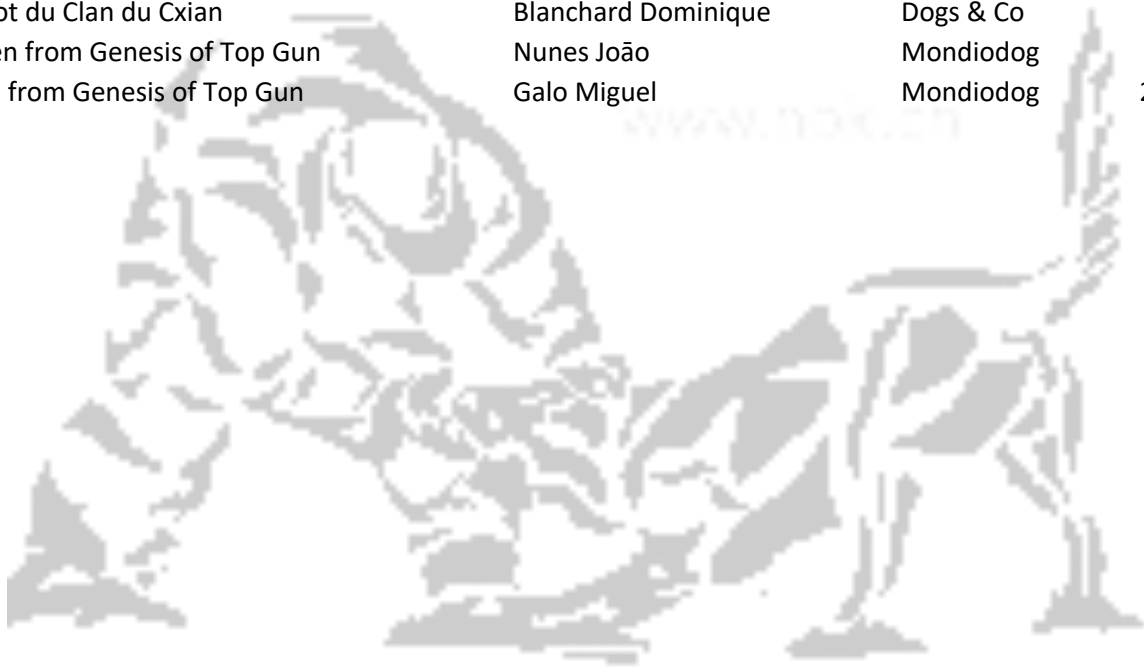 ot du Clan du Cxian Blanchard Dominique Dogs & Co
en from Genesis of Top Gun Nunes João Mondiodog
from Genesis of Top Gun Galo Miguel Mondiodog 2